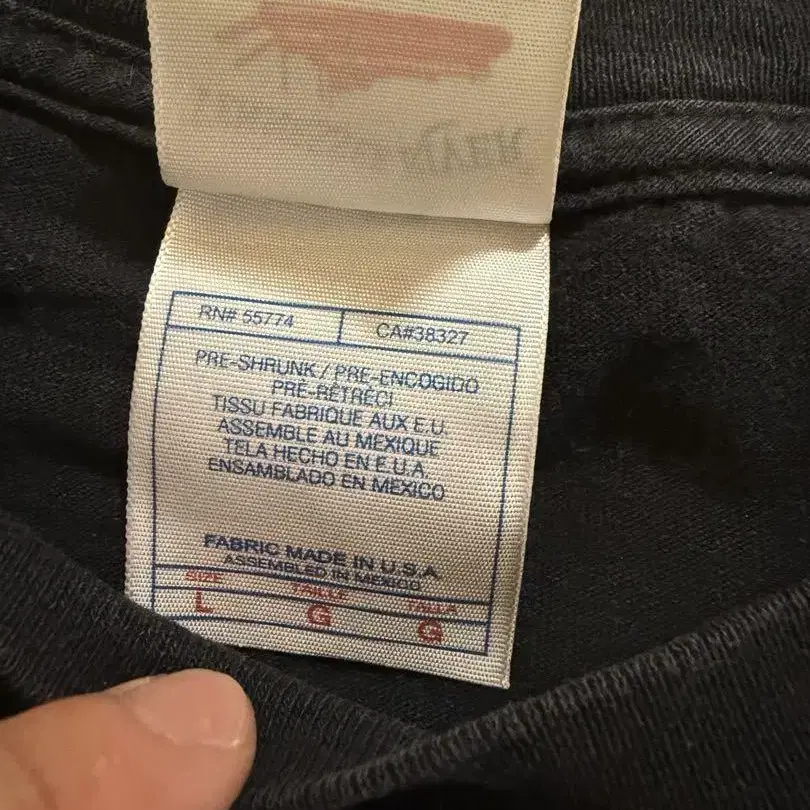 RN# 55774
CA#38327
PRE-SHRUNK / PRE-ENCOGIDO
PRÉ-RÉTRÉCI
TISSU FABRIQUE AUX E.U.
ASSEMBLE AU MEXIQUE
TELA HECHO EN E.U.A.
ENSAMBLADO EN MEXICO
FABRIC MADE IN U.S.A.
ASSEMBLED IN MEXICO
SIZE TAILLE TALLA
L G G